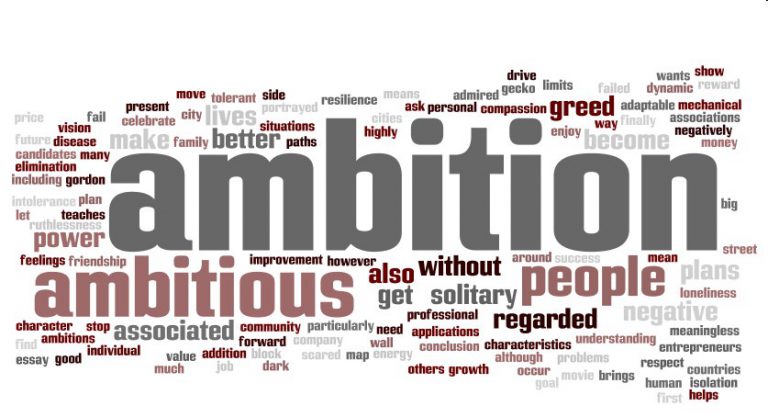 drive wants show
gecko limits failed dynamic reward
move tolerant side resilience means admired
present portrayed ask personal compassion greed adaptable mechanical
price fail celebrate city lives cities way finally associations
vision situations highly enjoy negatively
future disease make family better paths become money
candidates many
elimination
including gordon
ambition
intolerance plan
let teaches big
ruthlessness
power street
feelings friendship improvement however also without around success mean
ambitious people plans
get solitary loneliness
professional regarded negative
character stop associated community particularly need applications understanding meaningless
find ambitions forward company wall conclusion characteristics entrepreneurs
essay good individual value addition block scared map energy although problems respect
much job dark others growth occur movie brings countries
goal human isolation
first helps